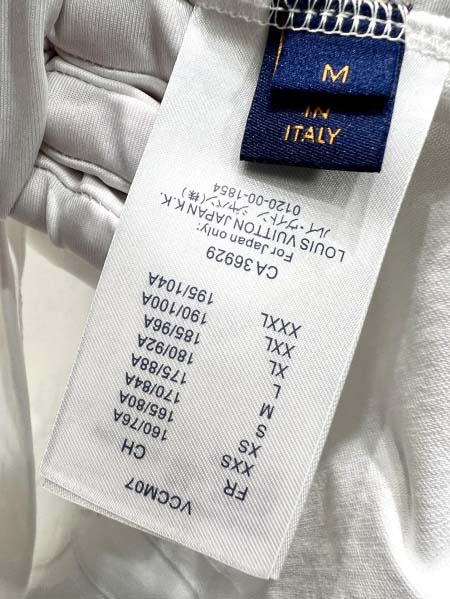 M
IN
ITALY
VCCM07
FR CH
XXS 160/76A
XS 165/80A
S 170/84A
M 175/88A
L 180/92A
XL 185/96A
XXL 190/100A
XXXL 195/104A
CA 36929
For Japan only:
LOUIS VUITTON JAPAN K.K.
ルイ・ヴィトン ジャパン(株)
0120-00-1854